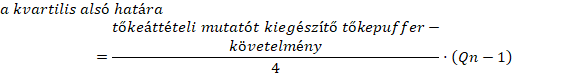 a kvartilis alsó határa
tőkeáttételi mutatót kiegészítő tőkepuffer −
követelmény
= ──────── · (Qn − 1)
4